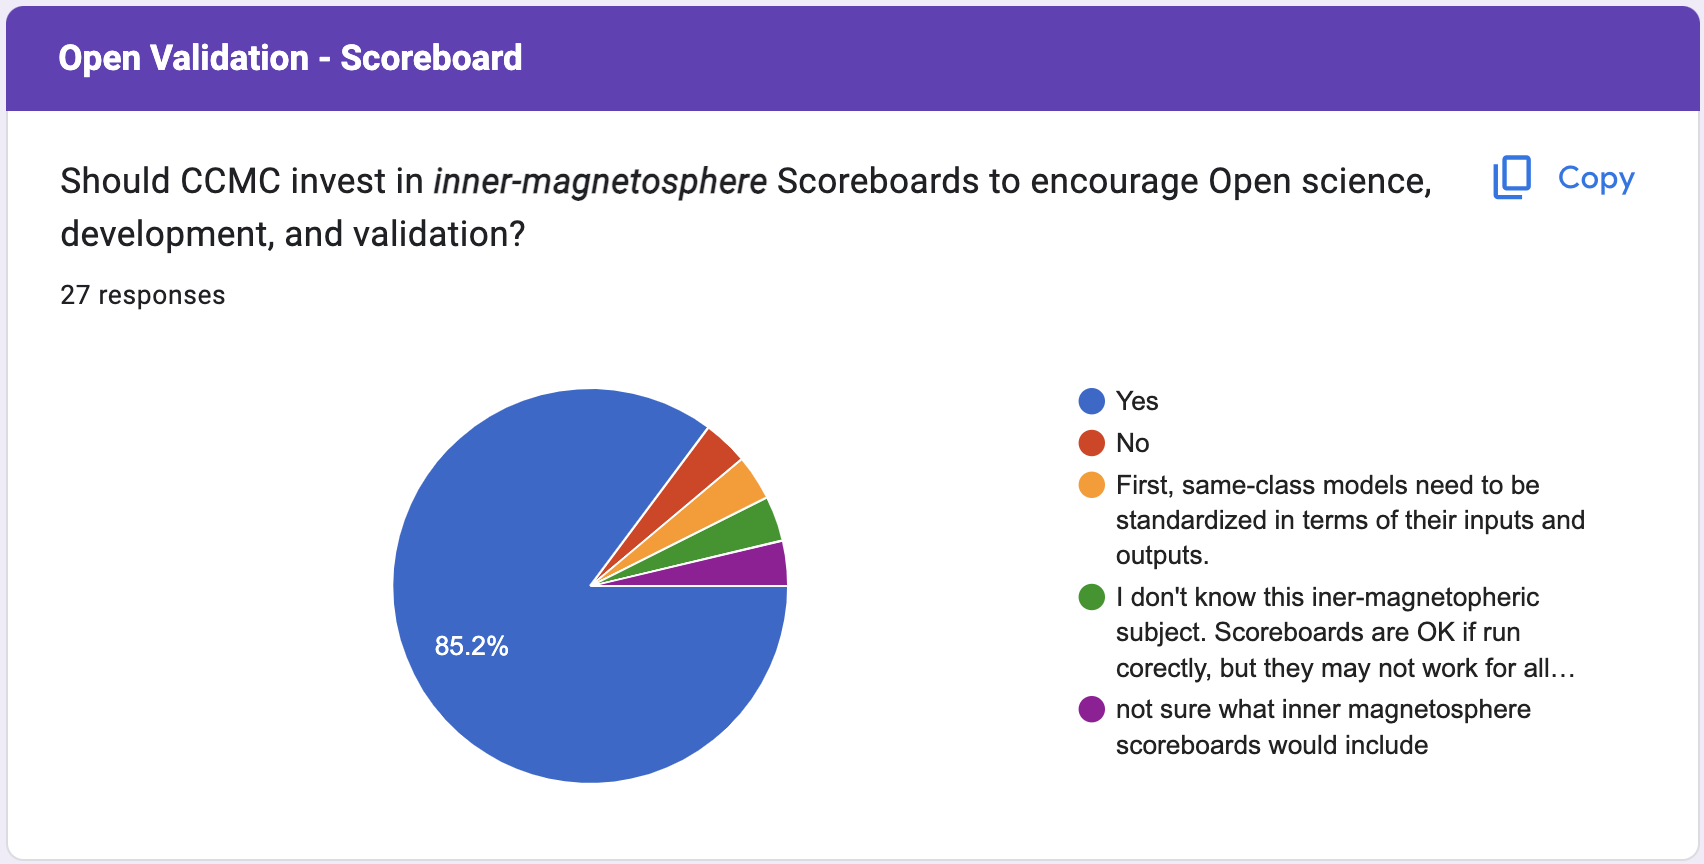 Open Validation - Scoreboard
Should CCMC invest in inner-magnetosphere Scoreboards to encourage Open science,
development, and validation?
Copy
27 responses
85.2%
Yes
No
First, same-class models need to be
standardized in terms of their inputs and
outputs.
I don't know this iner-magnetopheric
subject. Scoreboards are OK if run
corectly, but they may not work for all…
not sure what inner magnetosphere
scoreboards would include